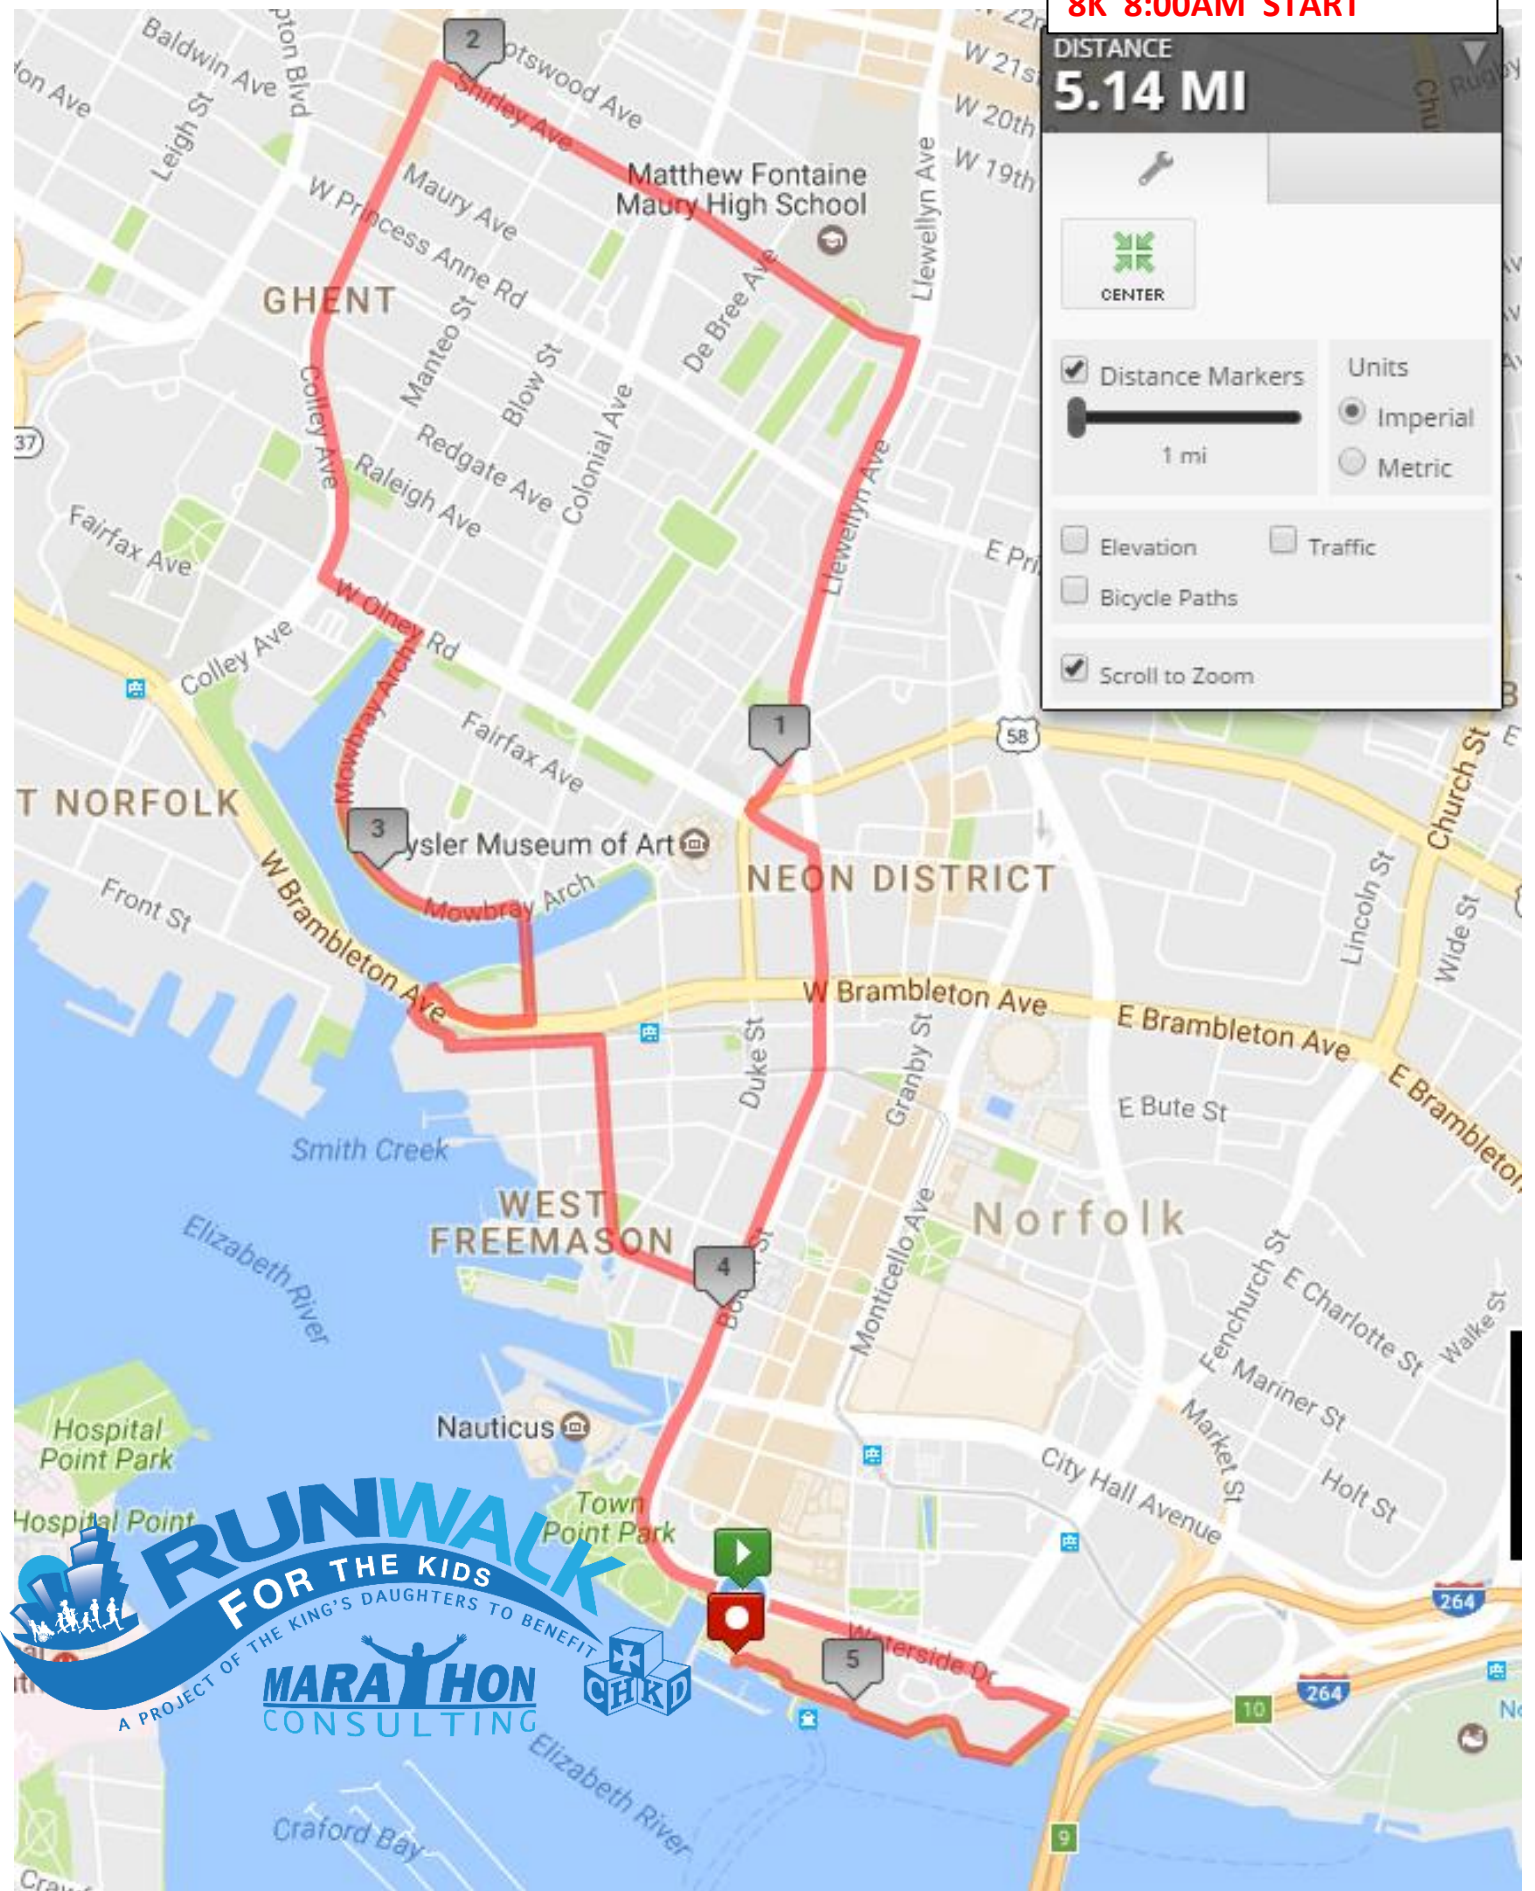 8K 8:00AM START
DISTANCE
5.14 MI
CENTER
Distance Markers
1 mi
Units
Imperial
Metric
Elevation
Traffic
Bicycle Paths
Scroll to Zoom
2
Baldwin Ave
Leigh St
Shirley Ave
W 21st
W 20th
W 19th
Matthew Fontaine
Maury High School
Maury Ave
W Princess Anne Rd
Llewellyn Ave
GHENT
De Bree Ave
Manteo St
Blow St
Colley Ave
Colonial Ave
Redgate Ave
Raleigh Ave
Llewellyn Ave
Fairfax Ave
W Olney Rd
Colley Ave
Mowbray Arch
Fairfax Ave
1
58
Church St
Mowbray Arch
3
Museum of Art
NEON DISTRICT
NORFOLK
Front St
W Brambleton Ave
Mowbray Arch
Lincoln St
Wide St
W Brambleton Ave
E Brambleton Ave
E Brambleton
Duke St
Granby St
E Bute St
Smith Creek
WEST
FREEMASON
Norfolk
Elizabeth River
4
Monticello Ave
Fenchurch St
E Charlotte St
Walke St
E Mariner St
Market St
Holt St
City Hall Avenue
Nauticus
Hospital
Point Park
Hospital Point
Town
Point Park
RUNWALK
FOR THE KIDS
A PROJECT OF THE KING'S DAUGHTERS TO BENEFIT
CHKD
MARATHON
CONSULTING
Waterside Dr
5
264
264
10
9
Elizabeth River
Craford Bay